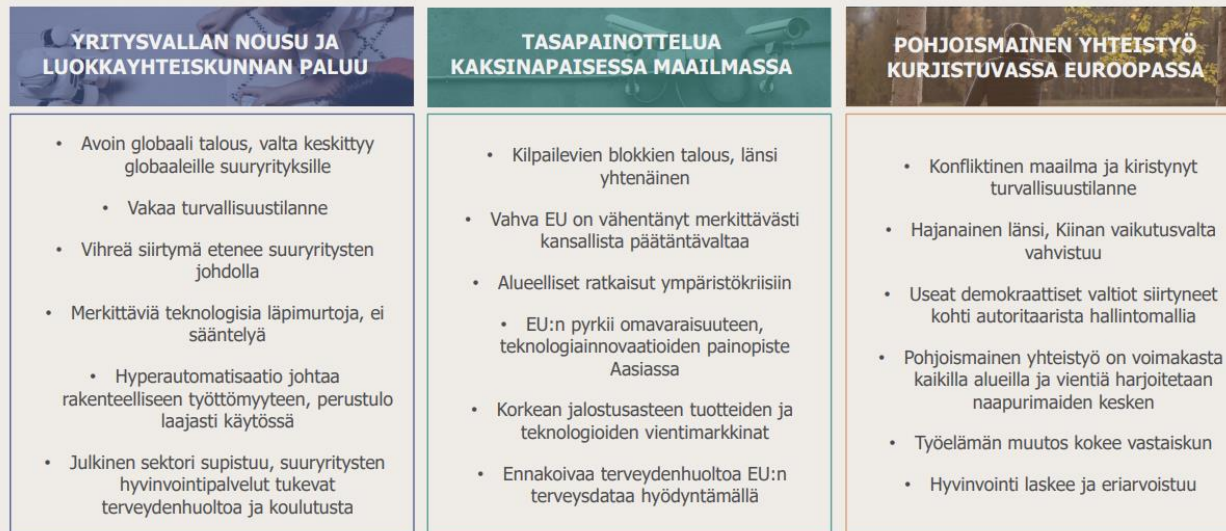 YRITYSVALLAN NOUSU JA
LUOKKAYHTEISKUNNAN PALUU
• Avoin globaali talous, valta keskittyy
globaaleille suuryrityksille
• Vakaa turvallisuustilanne
• Vihreä siirtymä etenee suuryritysten
johdolla
• Merkittäviä teknologisia läpimurtoja, ei
sääntelyä
• Hyperautomatisaatio johtaa
rakenteelliseen työttömyyteen, perustulo
laajasti käytössä
• Julkinen sektori supistuu, suuryritysten
hyvinvointipalvelut tukevat
terveydenhuoltoa ja koulutusta
TASAPAINOTTELUA
KAKSINAPAISESSA MAAILMASSA
• Kilpailevien blokkien talous, länsi
yhtenäinen
• Vahva EU on vähentänyt merkittävästi
kansallista päätäntävaltaa
• Alueelliset ratkaisut ympäristökriisiin
• EU:n pyrkii omavaraisuuteen,
teknologiainnovaatioiden painopiste
Aasiassa
• Korkean jalostusasteen tuotteiden ja
teknologioiden vientimarkkinat
• Ennakoivaa terveydenhuoltoa EU:n
terveysdataa hyödyntämällä
POHJOISMAINEN YHTEISTYÖ
KURJISTUVASSA EUROOPASSA
• Konfliktinen maailma ja kiristynyt
turvallisuustilanne
• Hajanainen länsi, Kiinan vaikutusvalta
vahvistuu
• Useat demokraattiset valtiot siirtyneet
kohti autoritaarista hallintomallia
• Pohjoismainen yhteistyö on voimakasta
kaikilla alueilla ja vientiä harjoitetaan
naapurimaiden kesken
• Työelämän muutos kokee vastaiskun
• Hyvinvointi laskee ja eriarvoistuu